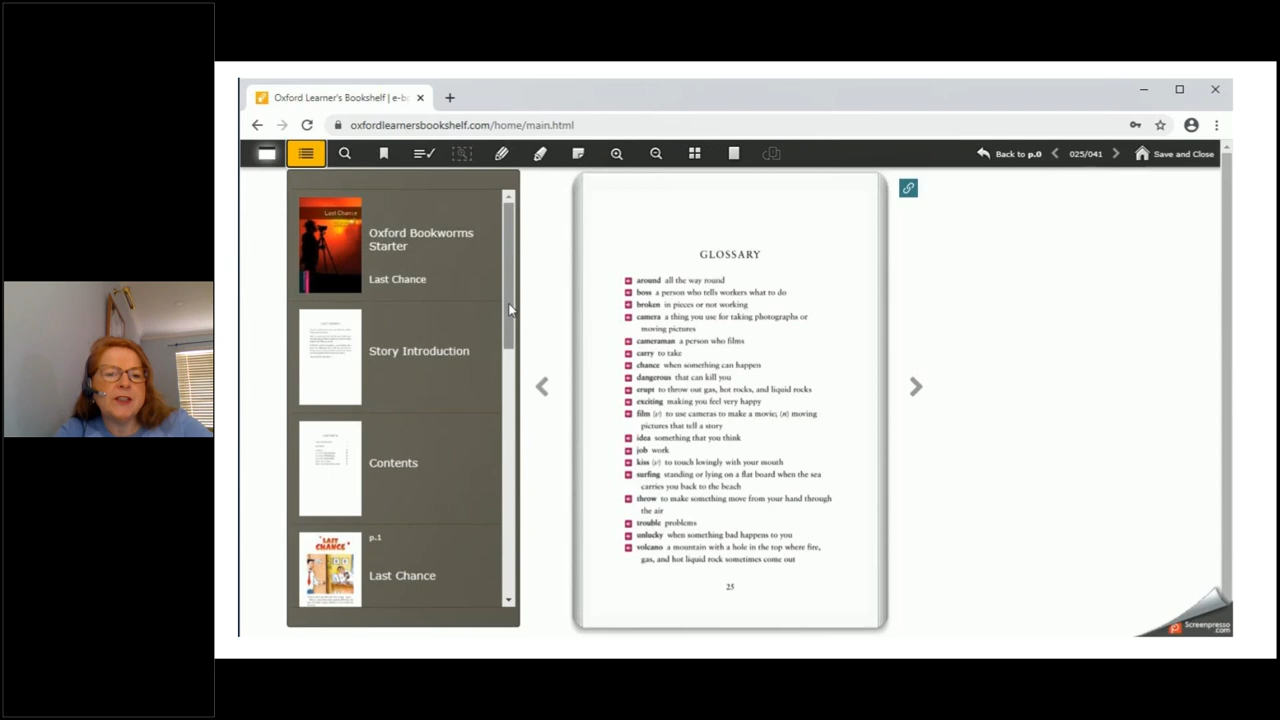 Oxford Learner's Bookshelf | e-bo
oxfordlearnersbookshelf.com/home/main.html
Back to p.0
025/041
Save and Close
Last Chance
Oxford Bookworms
Starter
Last Chance
Story Introduction
Contents
p.1
LAST CHANCE
Last Chance
GLOSSARY
around all the way round
boss a person who tells workers what to do
broken in pieces or not working
camera a thing you use for taking photographs or
moving pictures
cameraman a person who films
carry to take
chance when something can happen
dangerous that can kill you
erupt to throw out gas, hot rocks, and liquid rocks
exciting making you feel very happy
film (v) to use cameras to make a movie; (n) moving
pictures that tell a story
idea something that you think
job work
kiss (v) to touch lovingly with your mouth
surfing standing or lying on a flat board when the sea
carries you back to the beach
throw to make something move from your hand through
the air
trouble problems
unlucky when something bad happens to you
volcano a mountain with a hole in the top where fire,
gas, and hot liquid rock sometimes come out
25
Screenpresso
.com